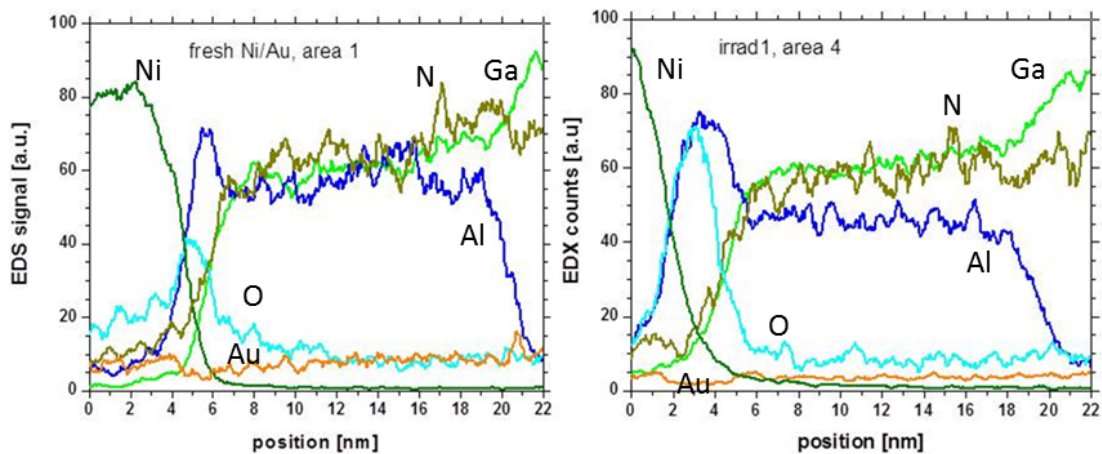 fresh Ni/Au, area 1
Ni
N
Ga
Al
O
Au
EDS signal [a.u.]
100
80
60
40
20
0
0 2 4 6 8 10 12 14 16 18 20 22
position [nm]
irrad1, area 4
Ni
N
Ga
Al
O
Au
EDX counts [a.u]
100
80
60
40
20
0
0 2 4 6 8 10 12 14 16 18 20 22
position [nm]